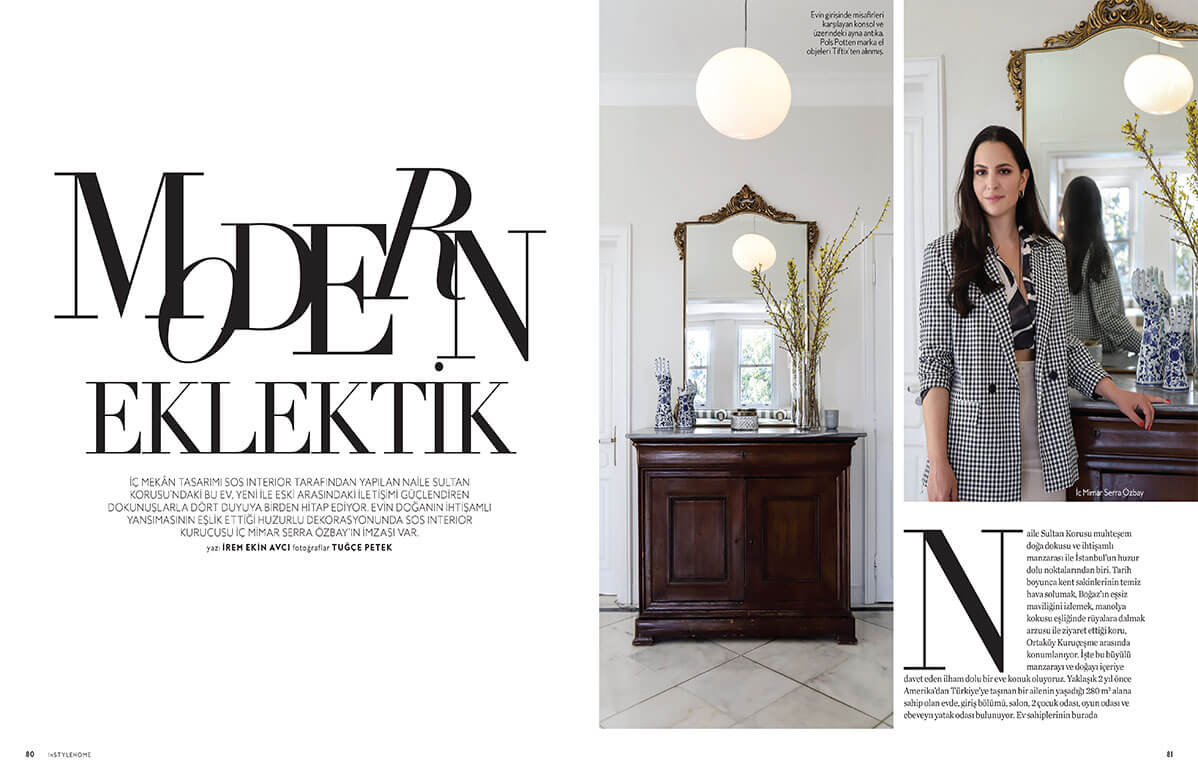 MODERN
EKLEKTİK
İÇ MEKÂN TASARIMI SOS INTERIOR TARAFINDAN YAPILAN NAİLE SULTAN
KORUSU'NDAKİ BU EV, YENİ İLE ESKİ ARASINDAKİ İLETİŞİMİ GÜÇLENDİREN
DOKUNUŞLARLA DÖRT DUYUYA BİRDEN HİTAP EDİYOR. EVİN DOĞANIN İHTİŞAMLI
YANSIMASININ EŞLİK ETTİĞİ HUZURLU DEKORASYONUNDA SOS INTERIOR
KURUCUSU İÇ MİMAR SERRA ÖZBAY'IN İMZASI VAR.
yazı İREM EKİN AVCI fotoğraflar TUĞÇE PETEK
80 InSTYLEHOME
Evin girişinde misafirleri
karşılayan konsol ve
üzerindeki ayna antika.
Pols Potten marka el
objeleri Tiftix'ten alınmış.
İç Mimar Serra Özbay
Naile Sultan Korusu muhteşem
doğa dokusu ve ihtişamlı
manzarası ile İstanbul'un huzur
dolu noktalarından biri. Tarih
boyunca kent sakinlerinin temiz
hava solumak, Boğaz'ın eşsiz
maviliğini izlemek, manolya
kokusu eşliğinde rüyalara dalmak
arzusu ile ziyaret ettiği koru,
Ortaköy Kuruçeşme arasında
konumlanıyor. İşte bu büyülü
manzarayı ve doğayı içeriye
davet eden ilham dolu bir eve konuk oluyoruz. Yaklaşık 2 yıl önce
Amerika'dan Türkiye'ye taşınan bir ailenin yaşadığı 280 m² alana
sahip olan evde, giriş bölümü, salon, 2 çocuk odası, oyun odası ve
ebeveyn yatak odası bulunuyor. Ev sahiplerinin burada
81